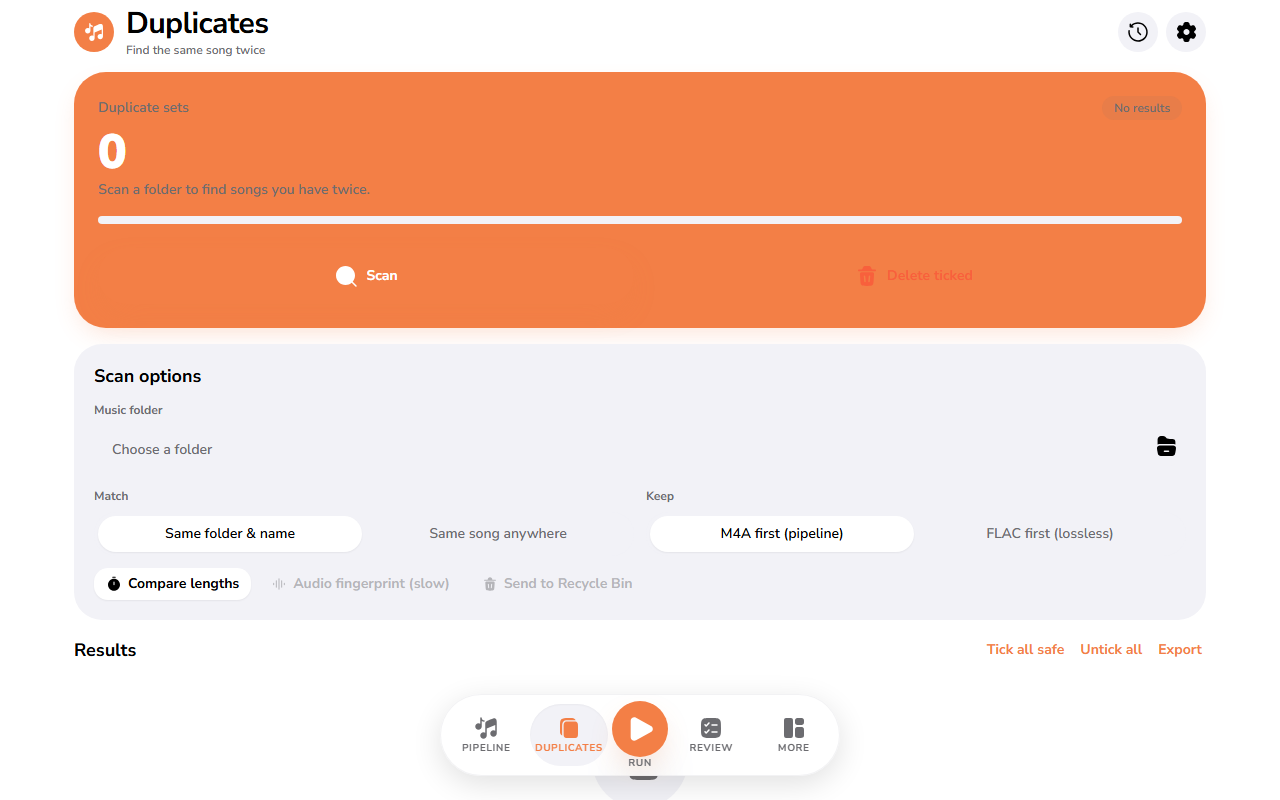 Duplicates
Find the same song twice
Duplicate sets
No results
0
Scan a folder to find songs you have twice.
Scan
Delete ticked
Scan options
Music folder
Choose a folder
Match
Keep
Same folder & name
Same song anywhere
M4A first (pipeline)
FLAC first (lossless)
Compare lengths
Audio fingerprint (slow)
Send to Recycle Bin
Results
Tick all safe
Untick all
Export
PIPELINE
DUPLICATES
RUN
REVIEW
MORE